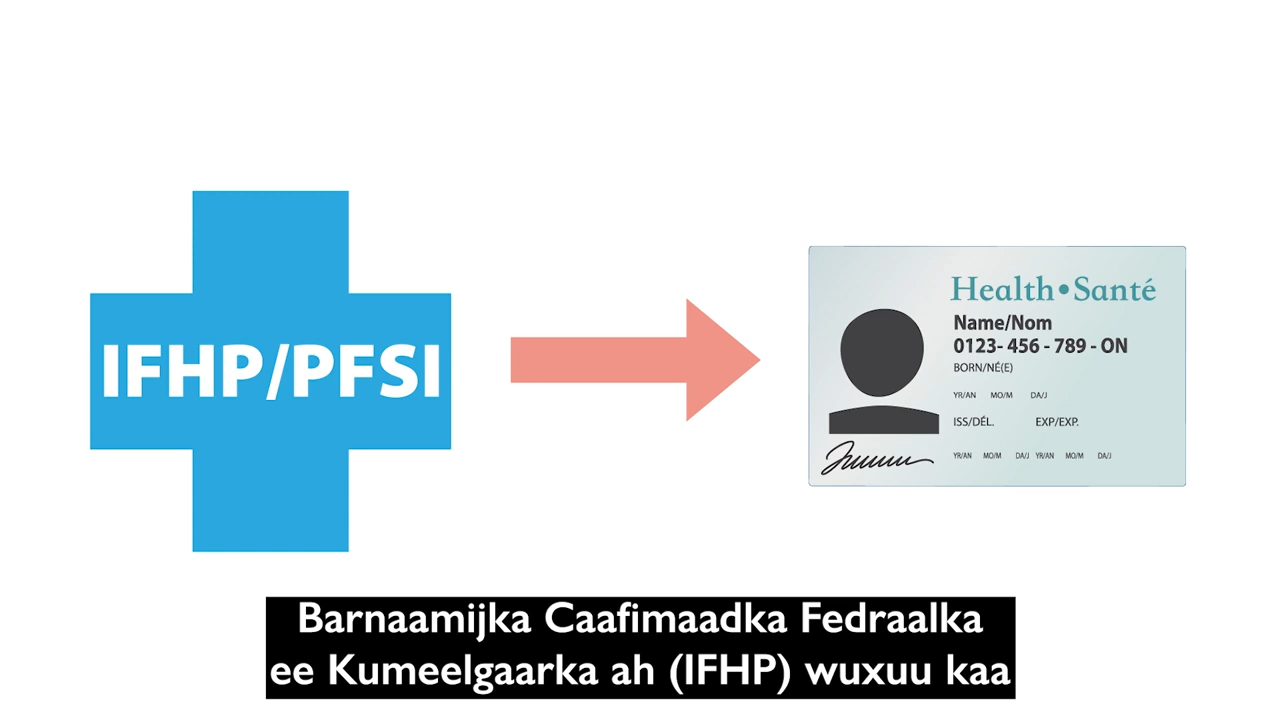 IFHP/PFSI
Health•Santé
Name/Nom
0123- 456 - 789 - ON
BORN/NÉ(E)
YR/AN MO/M DA/J
ISS/DÉL. EXP/EXP.
YR/AN MO/M DA/J YR/AN MO/M DA/J
Barnaamijka Caafimaadka Fedraalka
ee Kumeelgaarka ah (IFHP) wuxuu kaa